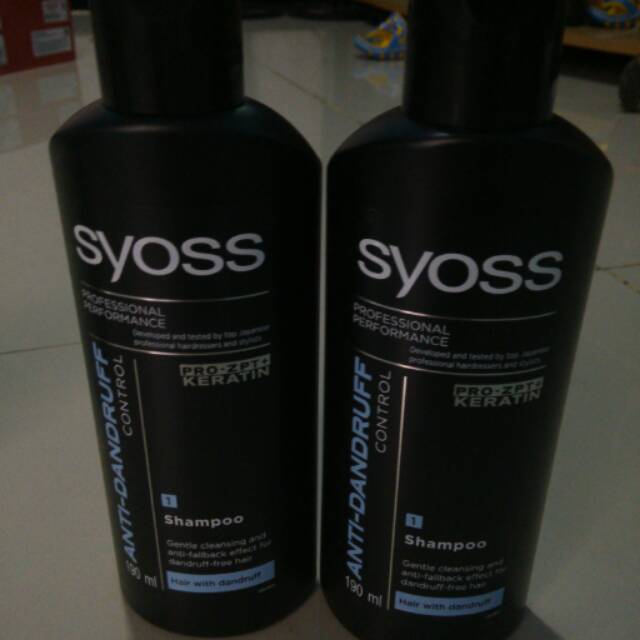 syoss
PROFESSIONAL
PERFORMANCE
Developed and tested by top Japanese
professional hairdressers and stylists
PRO-ZPT+
KERATIN
ANTI-DANDRUFF
CONTROL
1
Shampoo
Gentle cleansing and
anti-fallback effect for
dandruff-free hair
190 ml
Hair with dandruff
syoss
PROFESSIONAL
PERFORMANCE
Developed and tested by top Japanese
professional hairdressers and stylists
PRO-ZPT+
KERATIN
ANTI-DANDRUFF
CONTROL
1
Shampoo
Gentle cleansing and
anti-fallback effect for
dandruff-free hair
190 ml
Hair with dandruff